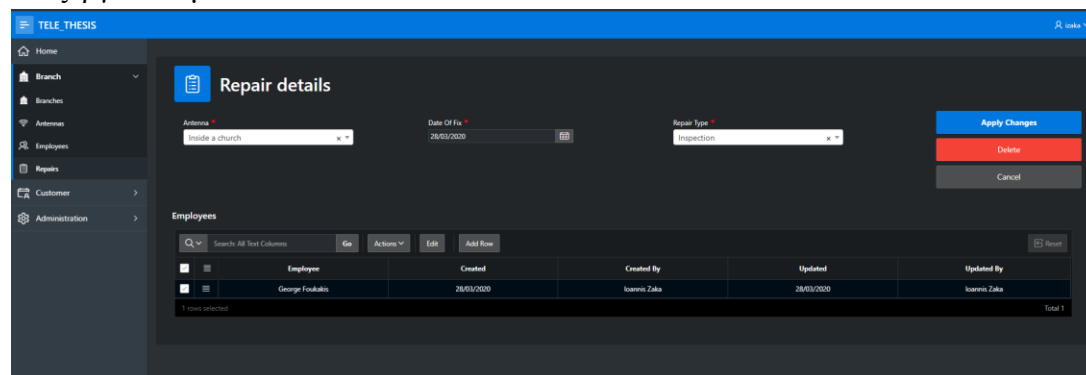 TELE_THESIS
izaka
Home
Branch
Branches
Antennas
Employees
Repairs
Customer
Administration
Repair details
Antenna *
Inside a church
Date Of Fix *
28/03/2020
Repair Type *
Inspection
Apply Changes
Delete
Cancel
Employees
Search: All Text Columns Go Actions Edit Add Row Reset
Employee Created Created By Updated Updated By
George Foukakis 28/03/2020 Ioannis Zaka 28/03/2020 Ioannis Zaka
1 rows selected Total 1